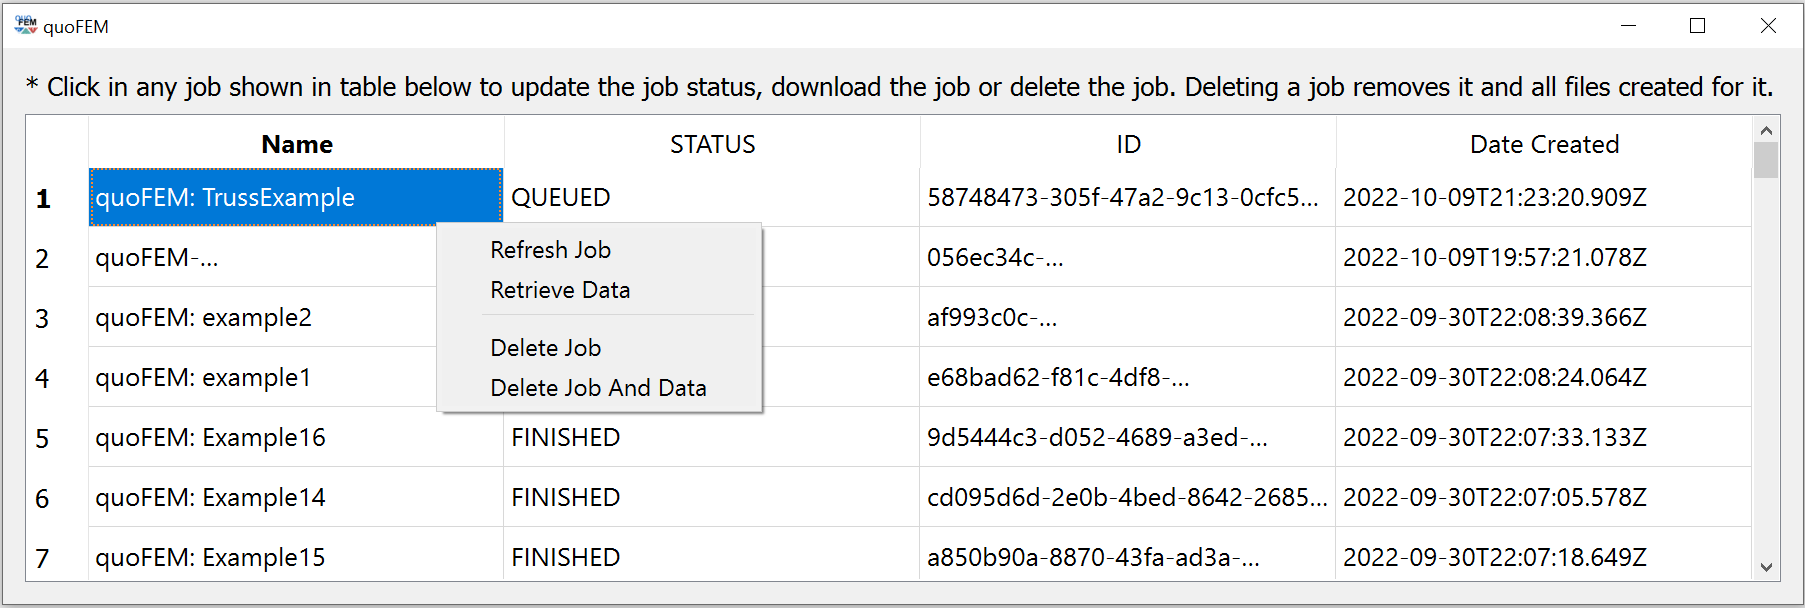 quoFEM
* Click in any job shown in table below to update the job status, download the job or delete the job. Deleting a job removes it and all files created for it.
Name STATUS ID Date Created
1 quoFEM: TrussExample QUEUED 58748473-305f-47a2-9c13-0cfc5... 2022-10-09T21:23:20.909Z
Refresh Job
2 quoFEM-... 056ec34c-... 2022-10-09T19:57:21.078Z
Retrieve Data
3 quoFEM: example2 af993c0c-... 2022-09-30T22:08:39.366Z
Delete Job
4 quoFEM: example1 e68bad62-f81c-4df8-... 2022-09-30T22:08:24.064Z
Delete Job And Data
5 quoFEM: Example16 FINISHED 9d5444c3-d052-4689-a3ed-... 2022-09-30T22:07:33.133Z
6 quoFEM: Example14 FINISHED cd095d6d-2e0b-4bed-8642-2685... 2022-09-30T22:07:05.578Z
7 quoFEM: Example15 FINISHED a850b90a-8870-43fa-ad3a-... 2022-09-30T22:07:18.649Z